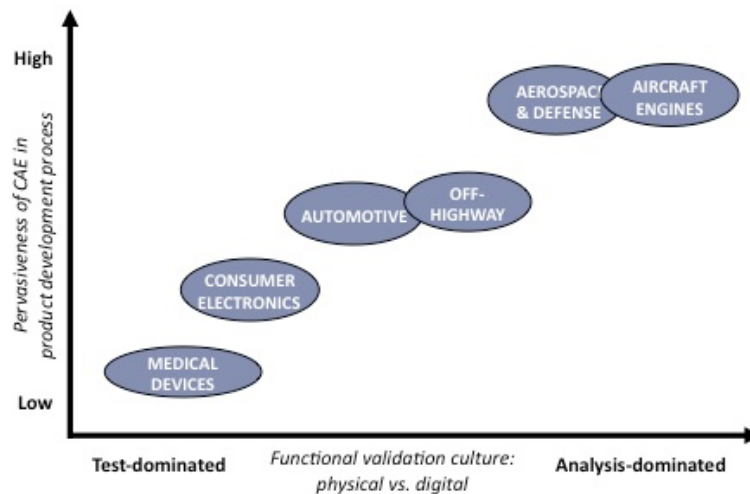 High
Pervasiveness of CAE in
product development process
Low
AEROSPAC
& DEFENSE
AIRCRAFT
ENGINES
AUTOMOTIVE
OFF-
HIGHWAY
CONSUMER
ELECTRONICS
MEDICAL
DEVICES
Test-dominated
Functional validation culture:
physical vs. digital
Analysis-dominated